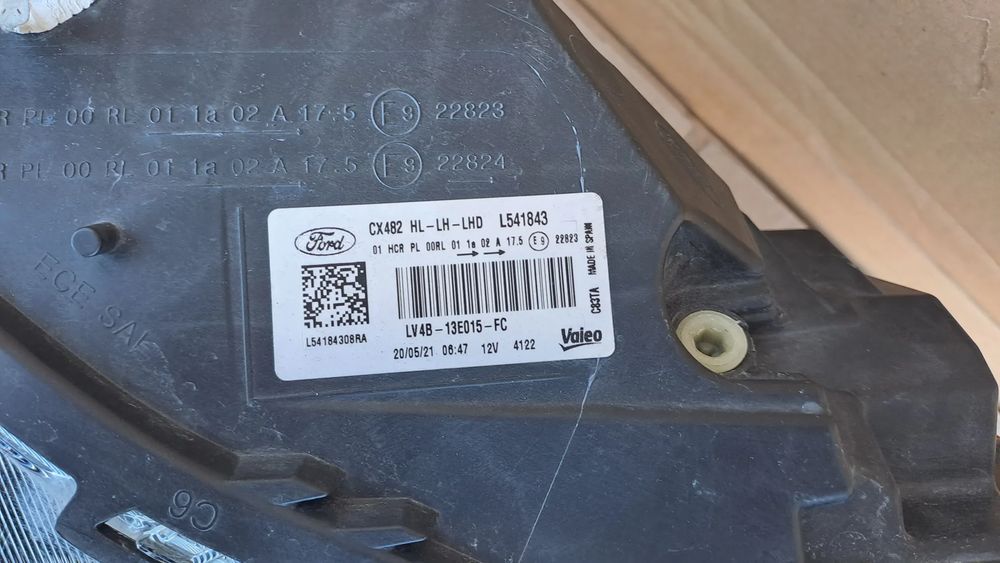 R PL 00 RL 01 1a 02 A 17.5 E9 22823
R PL 00 RL 01 1a 02 A 17.5 E9 22824
ECE SAE
Ford
CX482 HL-LH-LHD L541843
01 HCR PL 00RL 01 1a 02 A 17.5 E9 22823
L54184308RA
LV4B-13E015-FC
20/05/21 06:47 12V 4122
Valeo
C83TA MADE IN SPAIN
C6